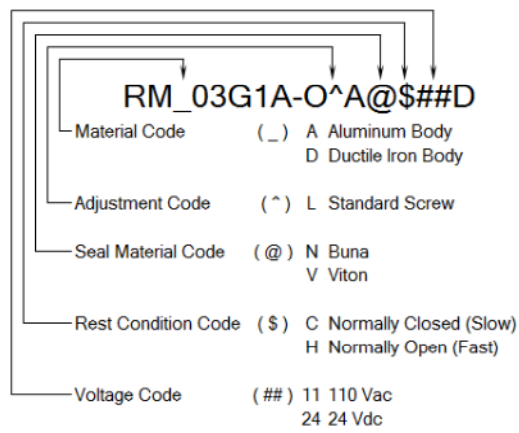 RM_03G1A-O^A@$##D
Material Code ( _ ) A Aluminum Body
D Ductile Iron Body
Adjustment Code ( ^ ) L Standard Screw
Seal Material Code ( @ ) N Buna
V Viton
Rest Condition Code ( $ ) C Normally Closed (Slow)
H Normally Open (Fast)
Voltage Code ( ## ) 11 110 Vac
24 24 Vdc